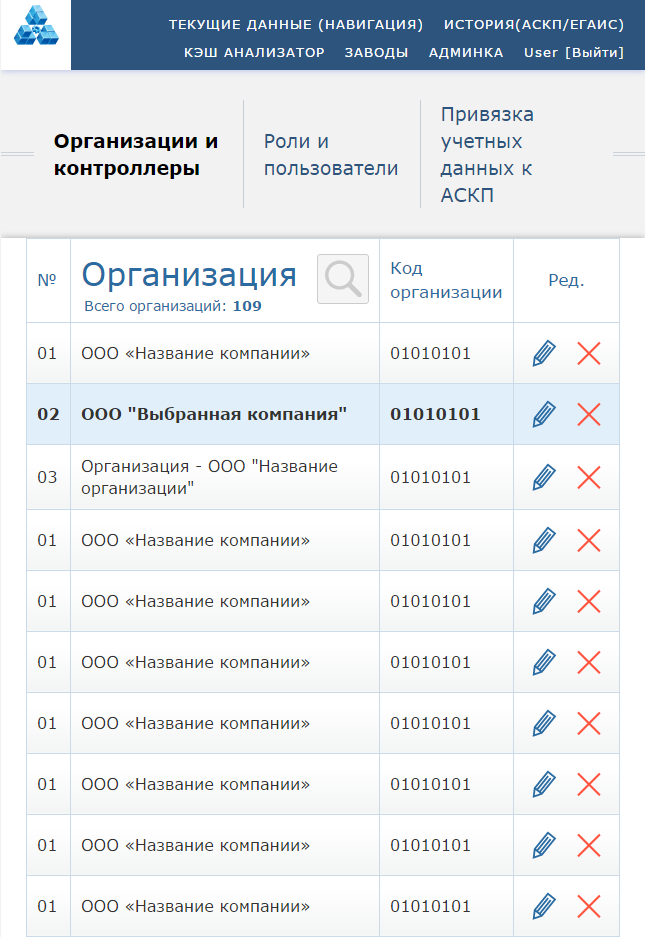 ТЕКУЩИЕ ДАННЫЕ (НАВИГАЦИЯ) ИСТОРИЯ(АСКП/ЕГАИС)
КЭШ АНАЛИЗАТОР ЗАВОДЫ АДМИНКА User [Выйти]
Организации и
контроллеры
Роли и
пользователи
Привязка
учетных
данных к
АСКП
№
Организация
Всего организаций: 109
Код
организации
Ред.
01 ООО «Название компании» 01010101
02 ООО "Выбранная компания" 01010101
03 Организация - ООО "Название
организации" 01010101
01 ООО «Название компании» 01010101
01 ООО «Название компании» 01010101
01 ООО «Название компании» 01010101
01 ООО «Название компании» 01010101
01 ООО «Название компании» 01010101
01 ООО «Название компании» 01010101
01 ООО «Название компании» 01010101